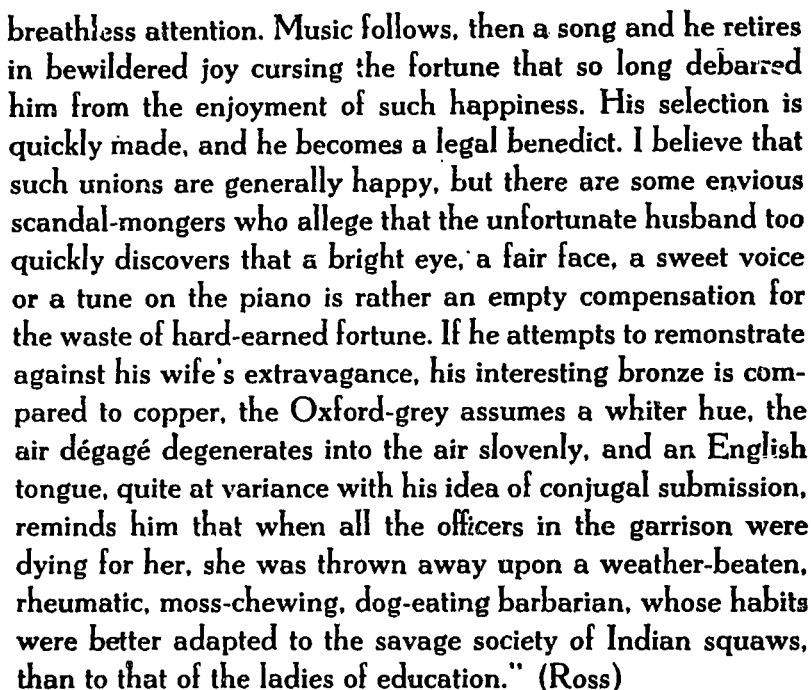 breathless attention. Music follows, then a song and he retires
in bewildered joy cursing the fortune that so long debarred
him from the enjoyment of such happiness. His selection is
quickly made, and he becomes a legal benedict. I believe that
such unions are generally happy, but there are some envious
scandal-mongers who allege that the unfortunate husband too
quickly discovers that a bright eye, a fair face, a sweet voice
or a tune on the piano is rather an empty compensation for
the waste of hard-earned fortune. If he attempts to remonstrate
against his wife's extravagance, his interesting bronze is com-
pared to copper, the Oxford-grey assumes a whiter hue, the
air dégagé degenerates into the air slovenly, and an English
tongue, quite at variance with his idea of conjugal submission,
reminds him that when all the officers in the garrison were
dying for her, she was thrown away upon a weather-beaten,
rheumatic, moss-chewing, dog-eating barbarian, whose habits
were better adapted to the savage society of Indian squaws,
than to that of the ladies of education." (Ross)